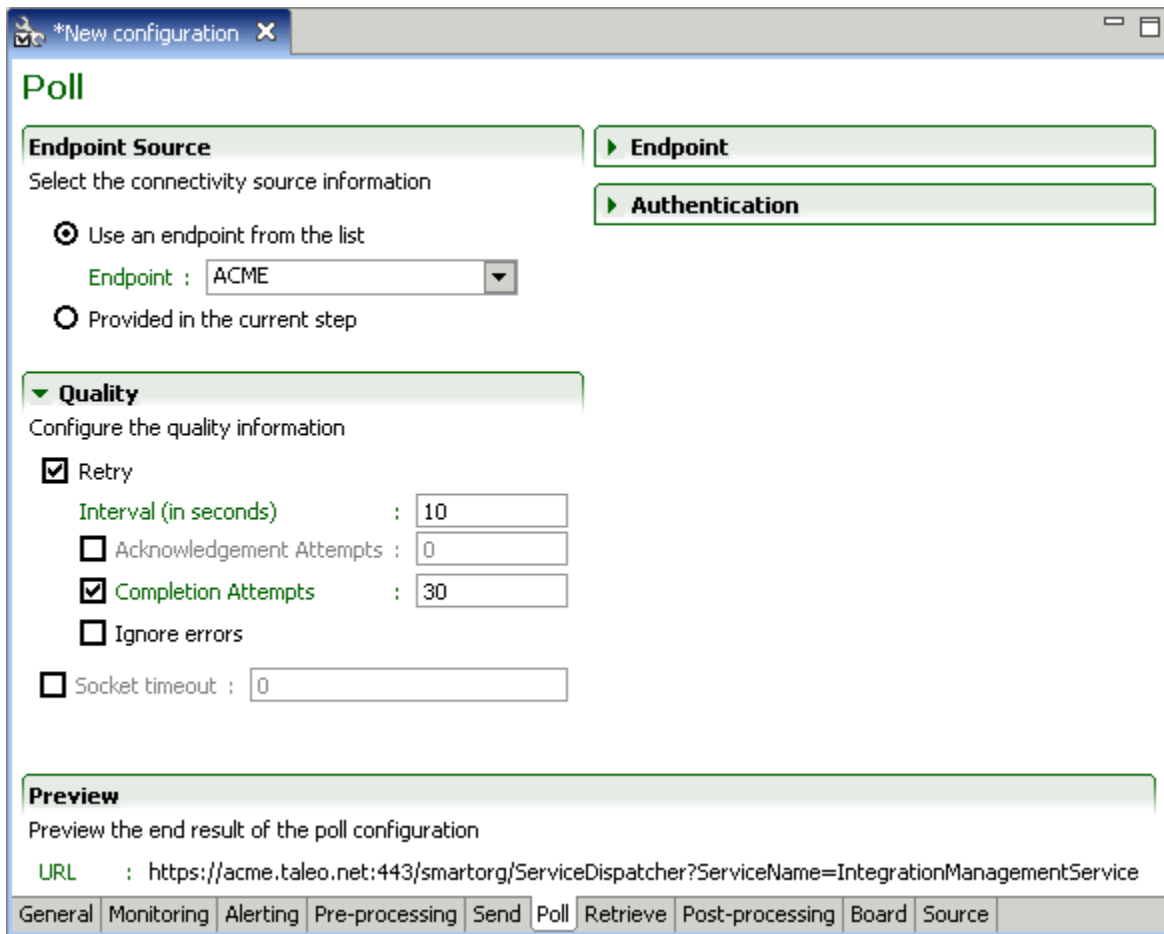 *New configuration
Poll
Endpoint Source
Select the connectivity source information
Use an endpoint from the list
Endpoint : ACME
Provided in the current step
Endpoint
Authentication
Quality
Configure the quality information
Retry
Interval (in seconds) : 10
Acknowledgement Attempts : 0
Completion Attempts : 30
Ignore errors
Socket timeout : 0
Preview
Preview the end result of the poll configuration
URL : https://acme.taleo.net:443/smartorg/ServiceDispatcher?ServiceName=IntegrationManagementService
General Monitoring Alerting Pre-processing Send Poll Retrieve Post-processing Board Source